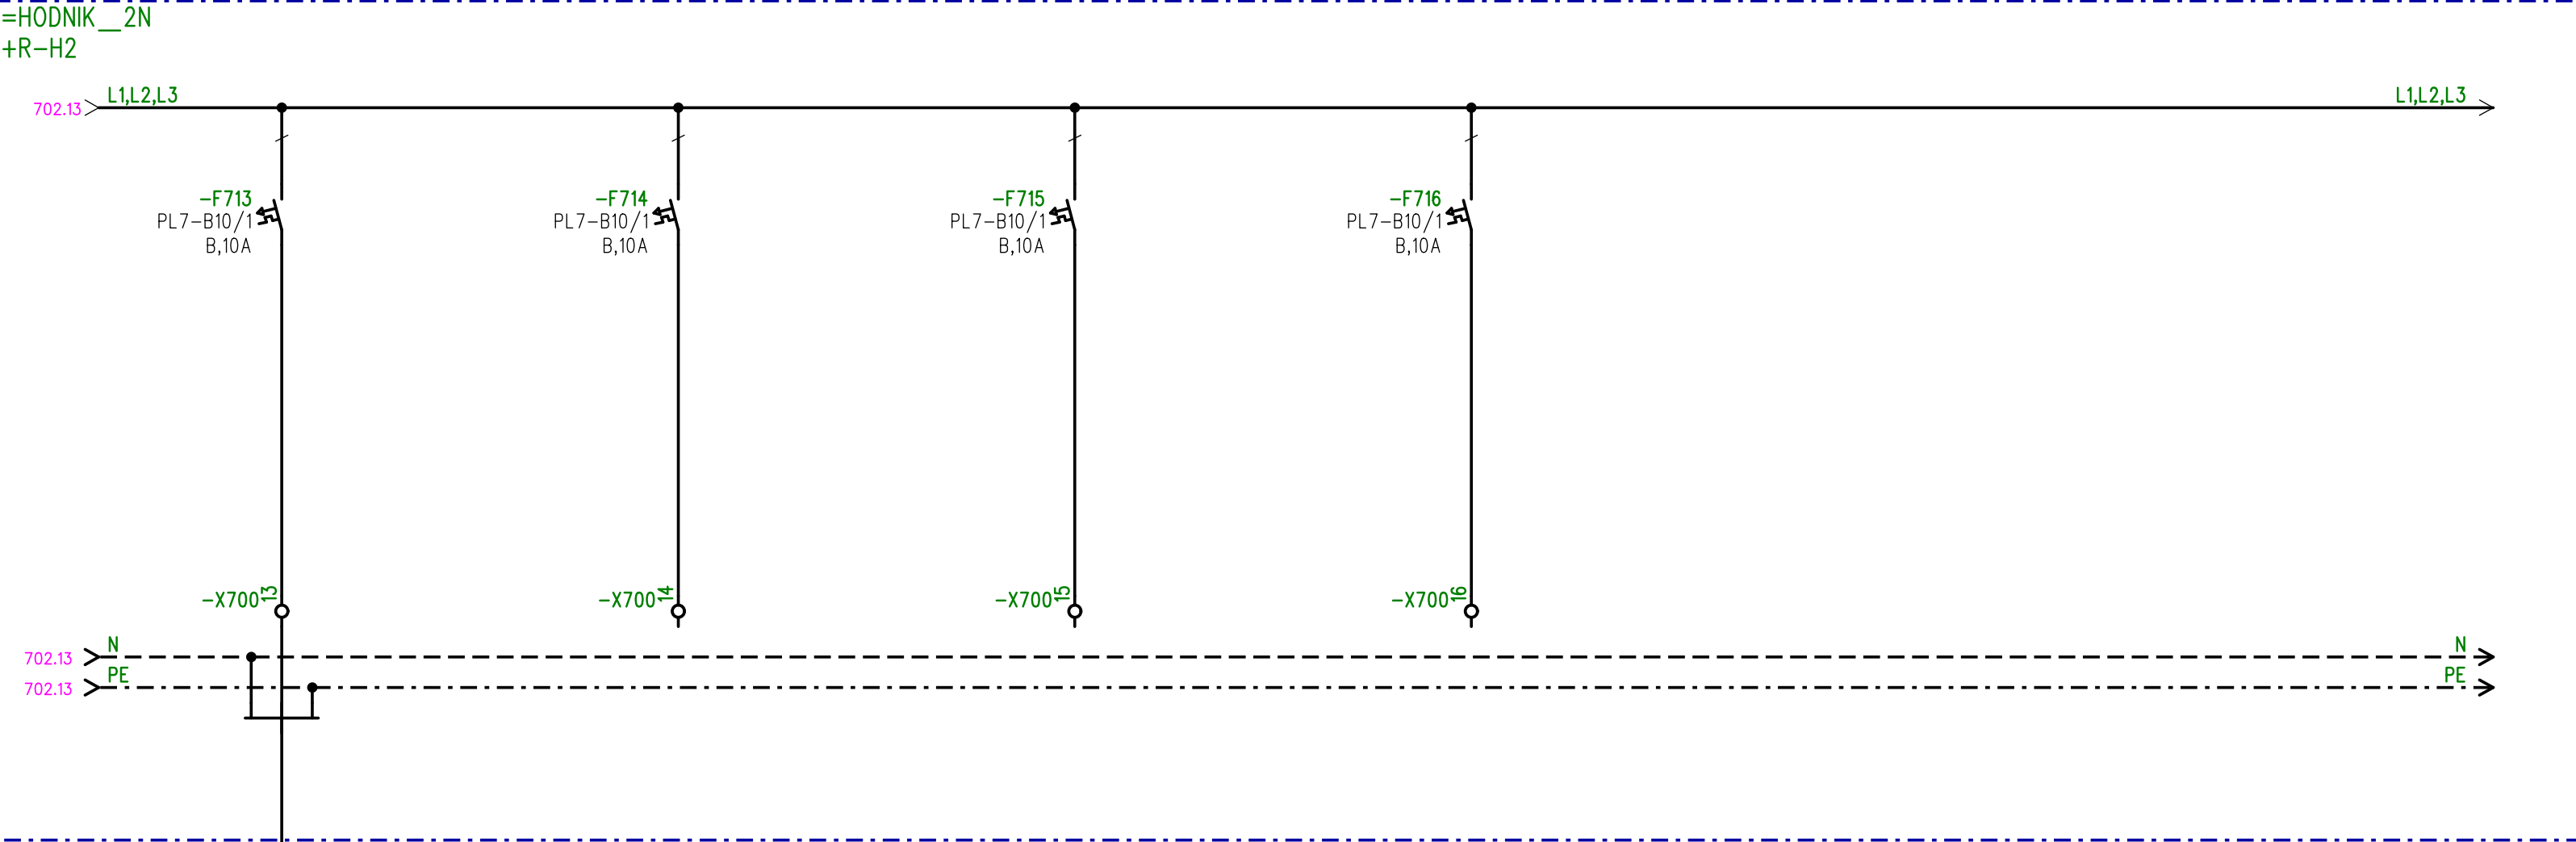 =HODNIK__2N
+R-H2
702.13
L1,L2,L3
L1,L2,L3
-F713
PL7-B10/1
B,10A
-F714
PL7-B10/1
B,10A
-F715
PL7-B10/1
B,10A
-F716
PL7-B10/1
B,10A
-X700
13
-X700
14
-X700
15
-X700
16
702.13
N
N
702.13
PE
PE